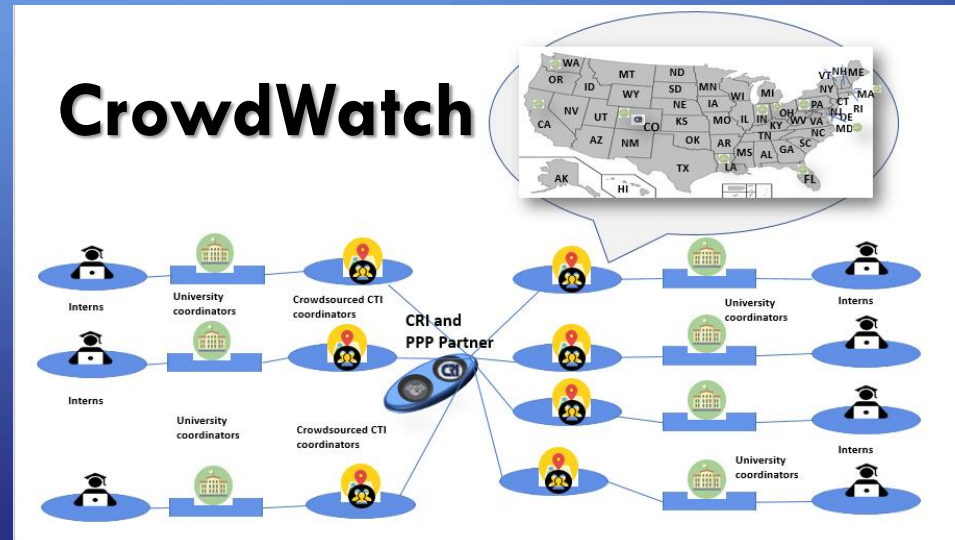 CrowdWatch
WA
OR
CA
ID
NV
MT
WY
UT
AZ
CO
NM
ND
SD
NE
KS
OK
TX
MN
IA
MO
AR
LA
WI
IL
MS
MI
IN
KY
TN
AL
OH
WV
GA
FL
PA
VA
NC
SC
NY
VT
NH
ME
MA
CT
RI
NJ
DE
MD
AK
HI
Interns
University
coordinators
Crowdsourced CTI
coordinators
CRI and
PPP Partner
CRI
University
coordinators
Interns
Interns
University
coordinators
Crowdsourced CTI
coordinators
University
coordinators
Interns